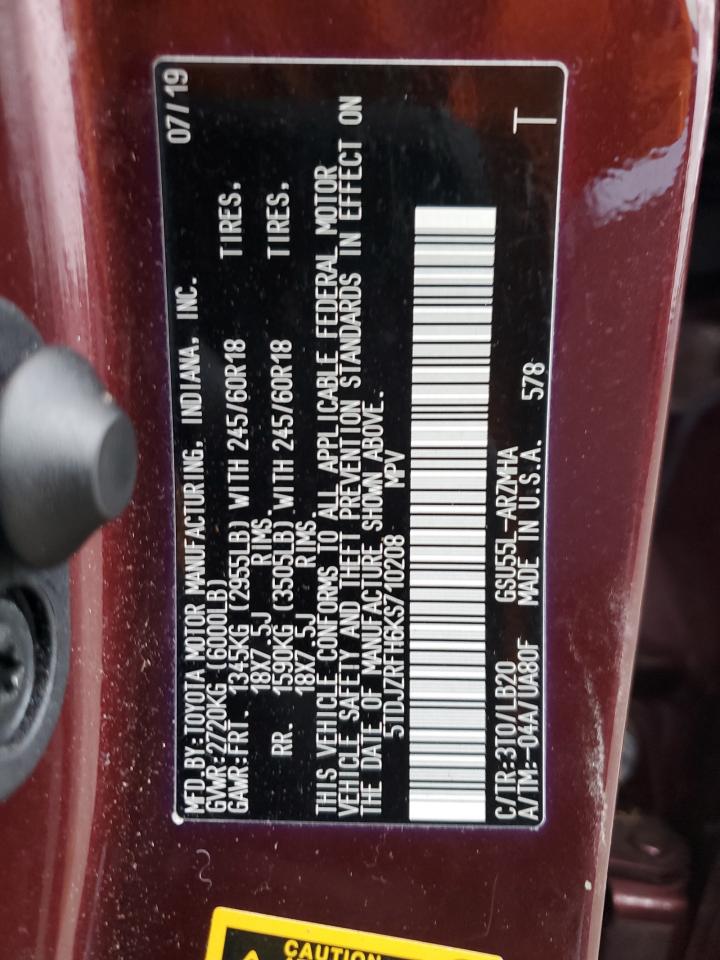 MFD. BY: TOYOTA MOTOR MANUFACTURING, INDIANA, INC. 07/19
GVWR: 2720KG (6000LB)
GAWR: FRT. 1345KG (2955LB) WITH 245/60R18 TIRES,
18X7.5J RIMS.
RR. 1590KG (3505LB) WITH 245/60R18 TIRES,
18X7.5J RIMS.
THIS VEHICLE CONFORMS TO ALL APPLICABLE FEDERAL MOTOR
VEHICLE SAFETY AND THEFT PREVENTION STANDARDS IN EFFECT ON
THE DATE OF MANUFACTURE SHOWN ABOVE.
5TDJZRFH6KS710208 MPV
C/TR: 3T0/LB20 GSU55L-ARZMHA
A/TM: -04A/UA80F MADE IN U.S.A. 578 T
CAUTION